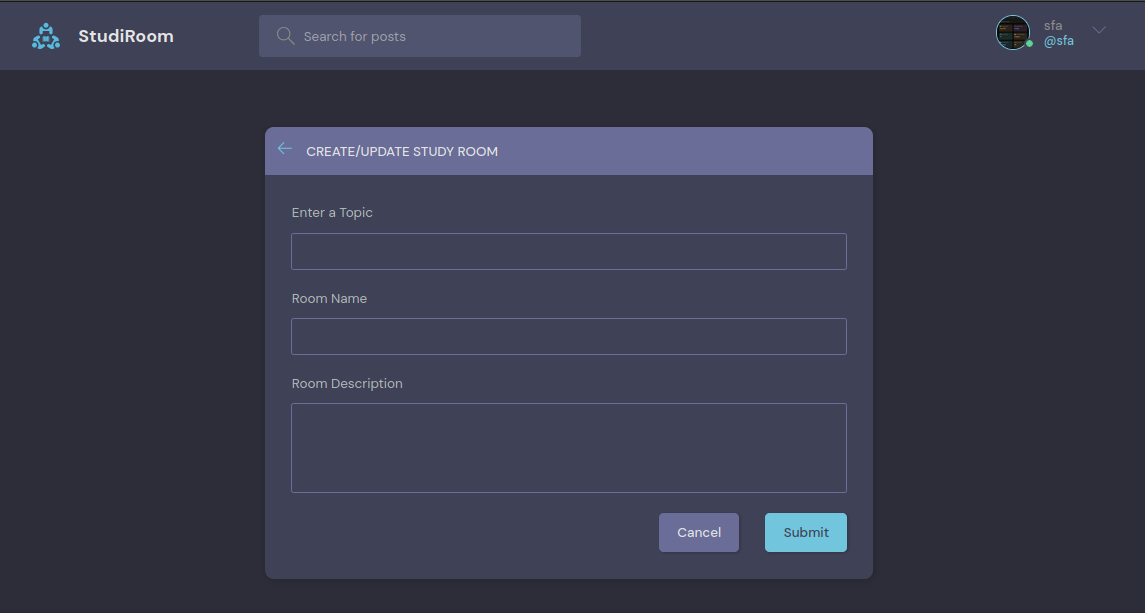 StudiRoom
Search for posts
sfa
@sfa
CREATE/UPDATE STUDY ROOM
Enter a Topic
Room Name
Room Description
Cancel
Submit